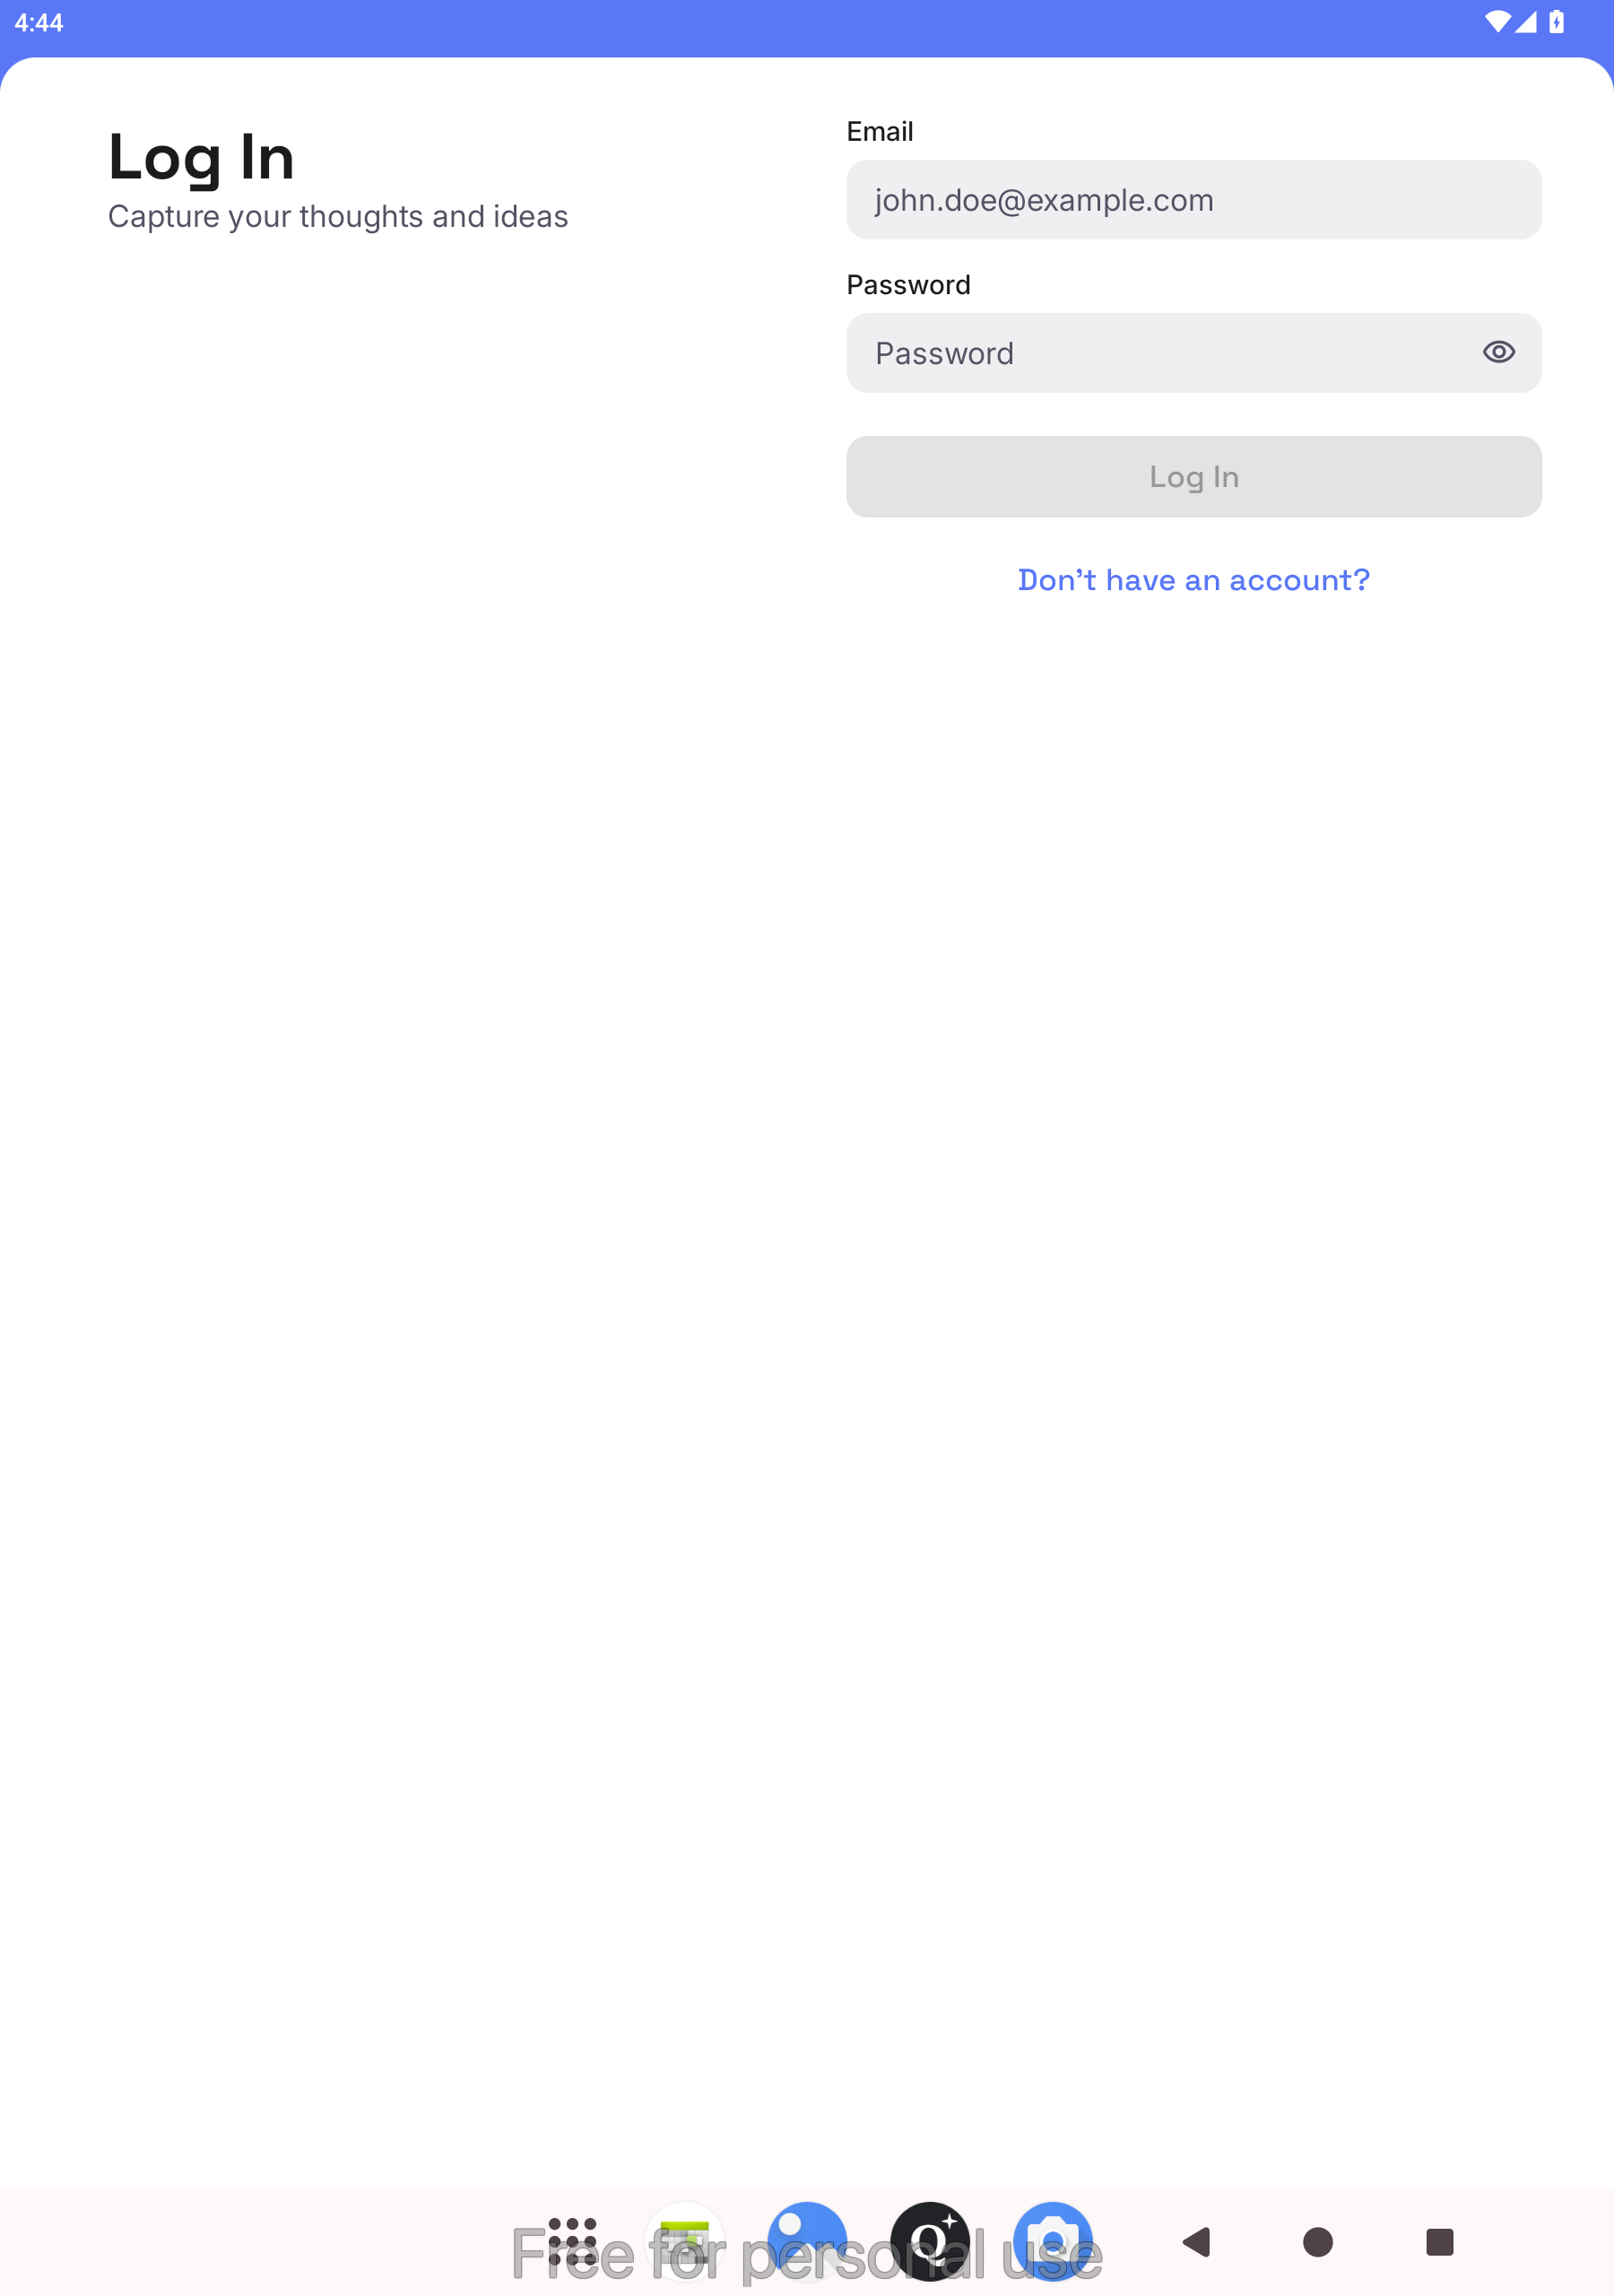 4:44
Log In
Capture your thoughts and ideas
Email
john.doe@example.com
Password
Password
Log In
Don't have an account?
Q
Free for personal use